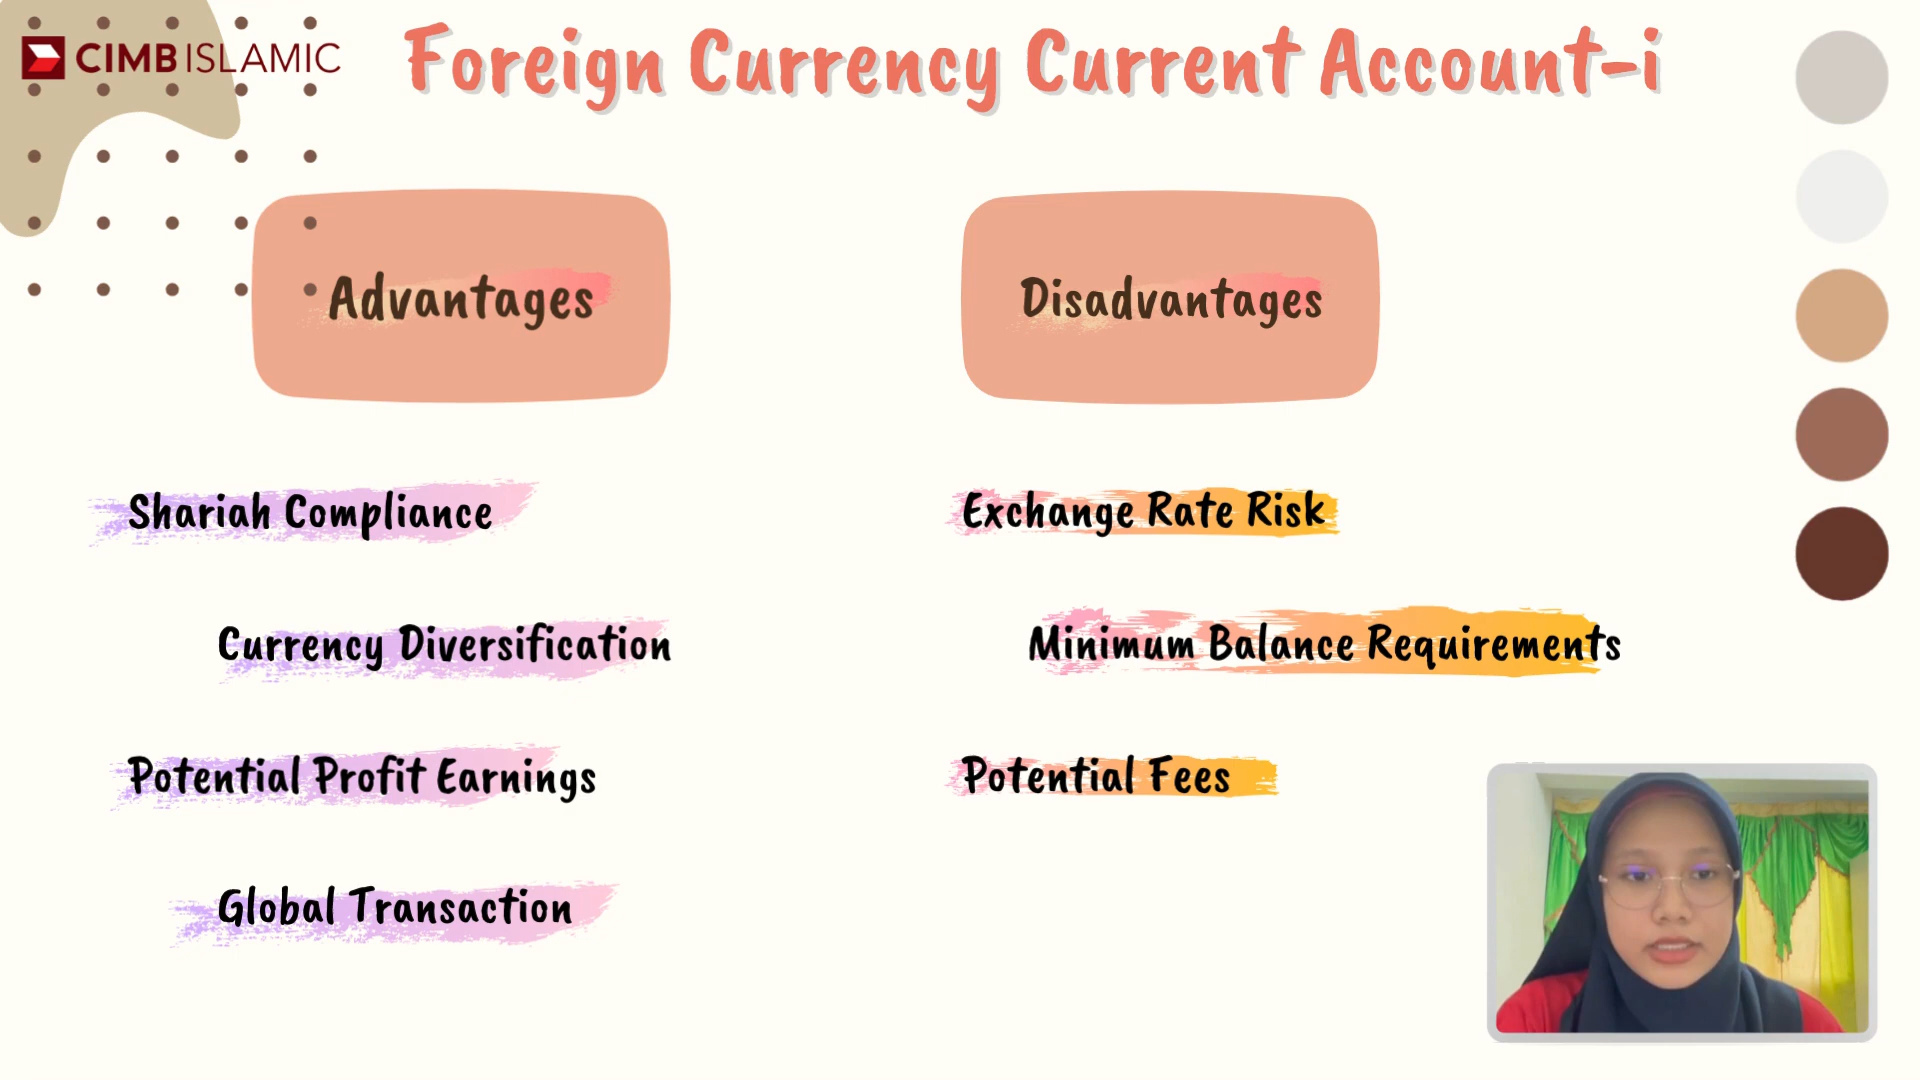 CIMB ISLAMIC
Foreign Currency Current Account-i
Advantages
Shariah Compliance
Currency Diversification
Potential Profit Earnings
Global Transaction
Disadvantages
Exchange Rate Risk
Minimum Balance Requirements
Potential Fees